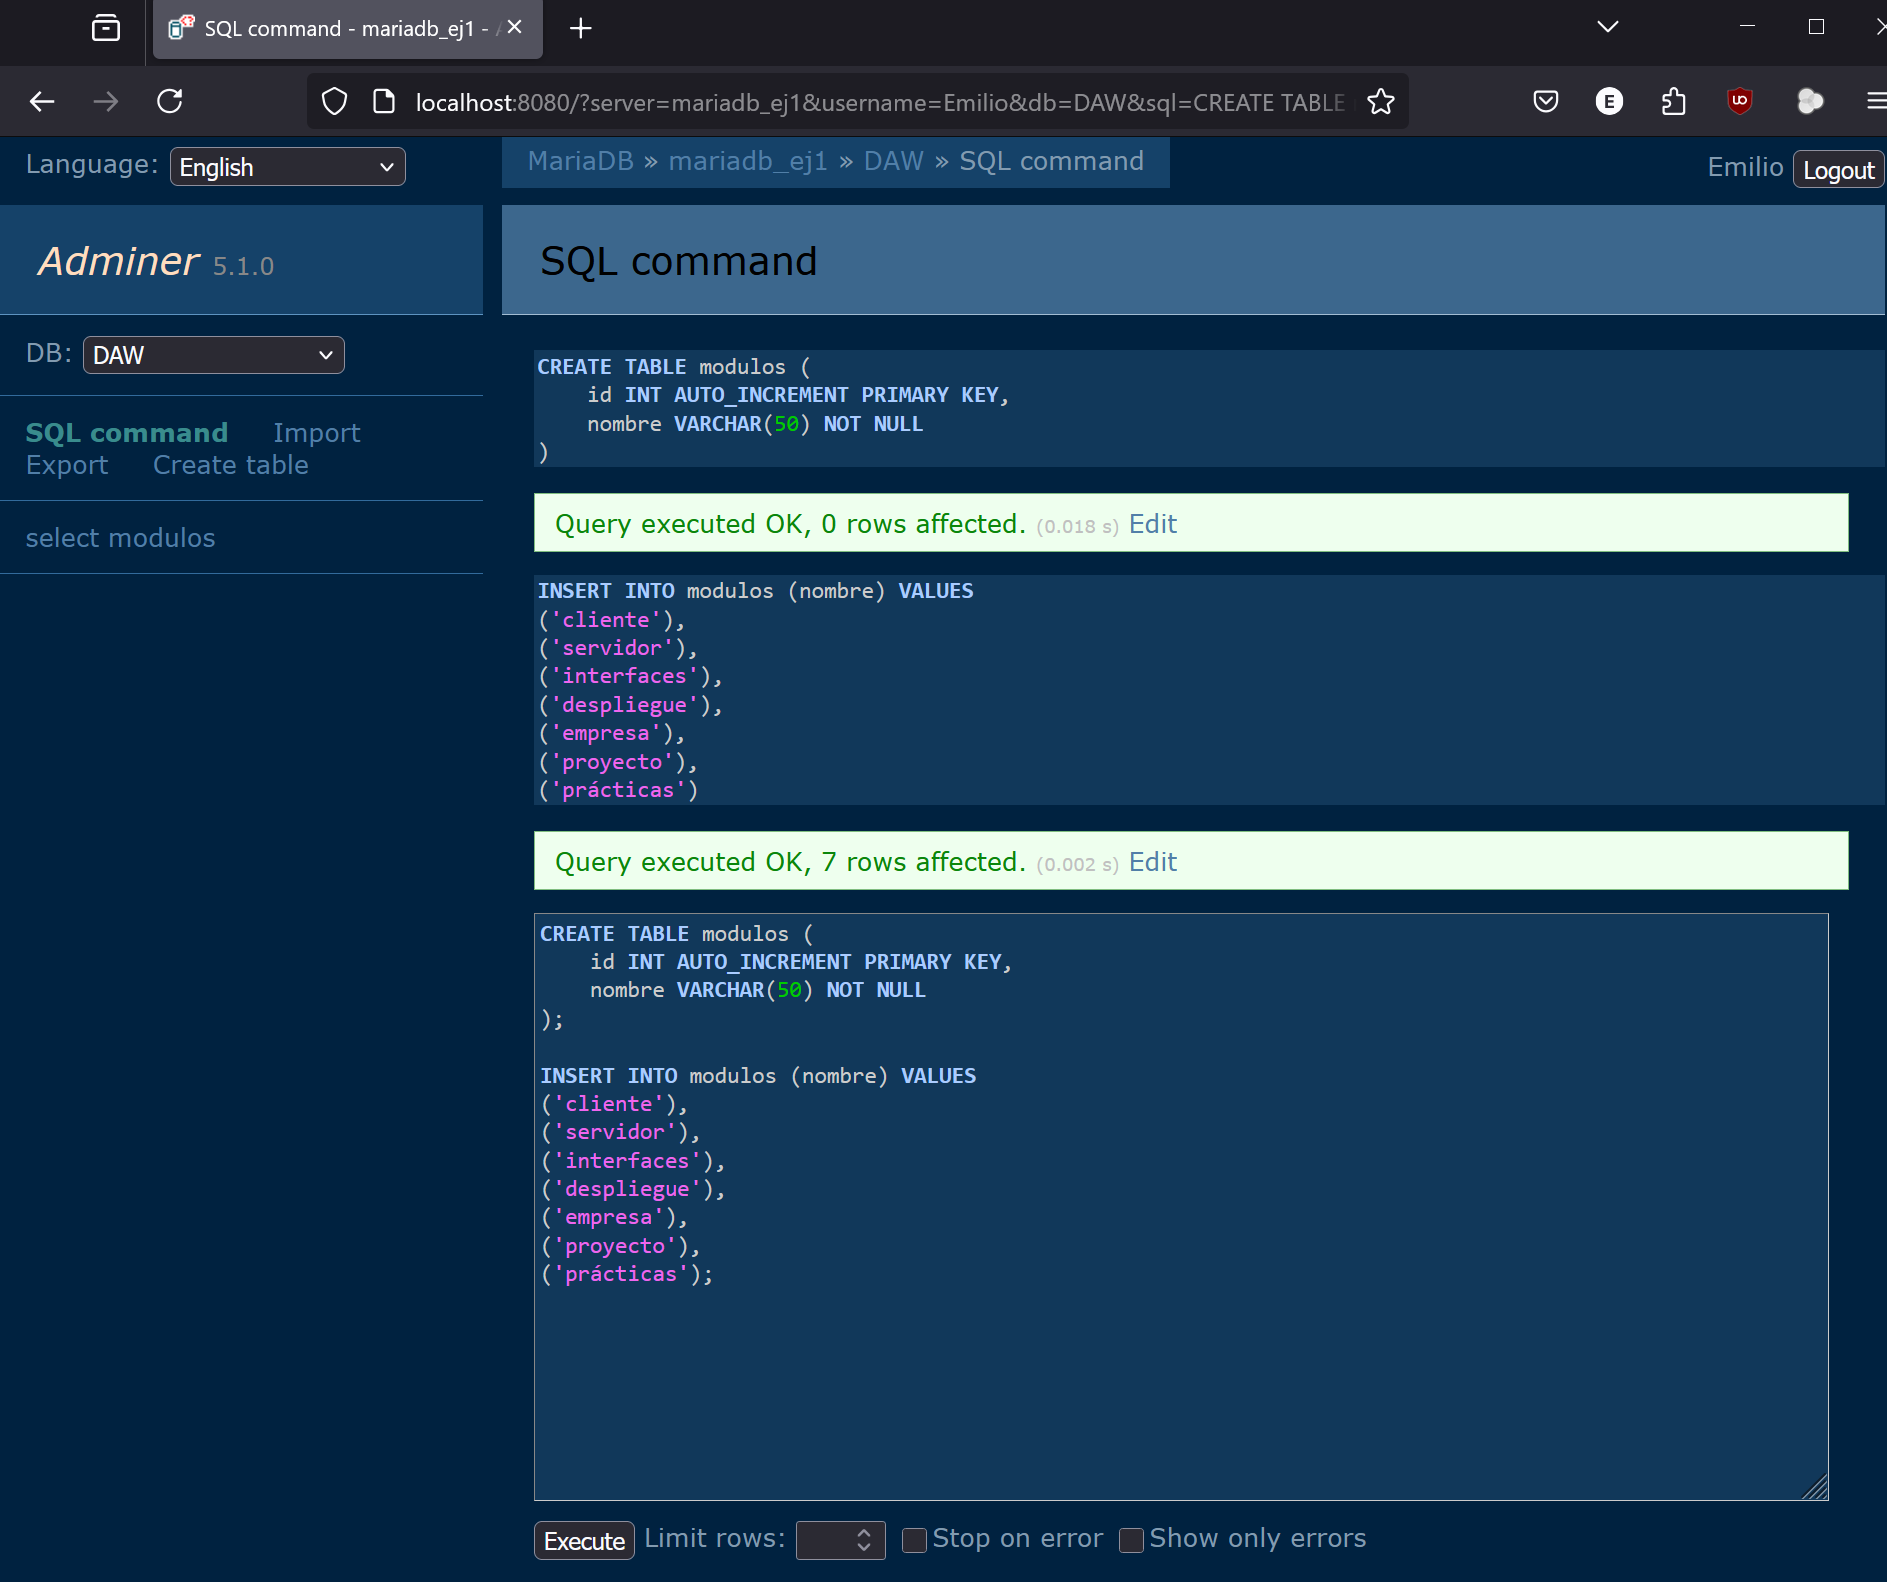 SQL command - mariadb_ej1 -
localhost:8080/?server=mariadb_ej1&username=Emilio&db=DAW&sql=CREATE TABLE
E
Language: English
MariaDB » mariadb_ej1 » DAW » SQL command
Emilio Logout
Adminer 5.1.0
SQL command
DB: DAW
SQL command Import
Export Create table
select modulos
CREATE TABLE modulos (
    id INT AUTO_INCREMENT PRIMARY KEY,
    nombre VARCHAR(50) NOT NULL
)
Query executed OK, 0 rows affected. (0.018 s) Edit
INSERT INTO modulos (nombre) VALUES
('cliente'),
('servidor'),
('interfaces'),
('despliegue'),
('empresa'),
('proyecto'),
('prácticas')
Query executed OK, 7 rows affected. (0.002 s) Edit
CREATE TABLE modulos (
    id INT AUTO_INCREMENT PRIMARY KEY,
    nombre VARCHAR(50) NOT NULL
);
INSERT INTO modulos (nombre) VALUES
('cliente'),
('servidor'),
('interfaces'),
('despliegue'),
('empresa'),
('proyecto'),
('prácticas');
Execute Limit rows: Stop on error Show only errors